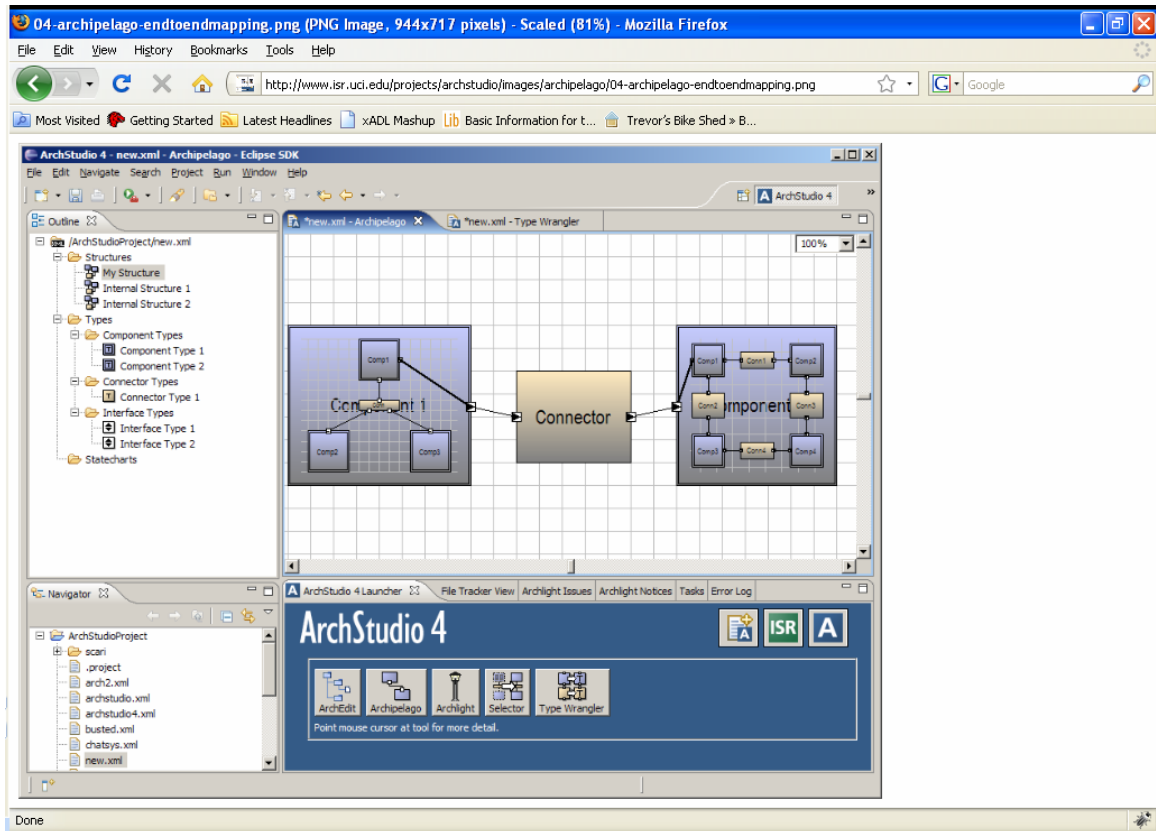 04-archipelago-endtoendmapping.png (PNG Image, 944x717 pixels) - Scaled (81%) - Mozilla Firefox
File Edit View History Bookmarks Tools Help
http://www.isr.uci.edu/projects/archstudio/images/archipelago/04-archipelago-endtoendmapping.png
G Google
Most Visited Getting Started Latest Headlines xADL Mashup Lib Basic Information for t... Trevor's Bike Shed » B...
ArchStudio 4 - new.xml - Archipelago - Eclipse SDK
File Edit Navigate Search Project Run Window Help
A ArchStudio 4 »
Outline
*new.xml - Archipelago
*new.xml - Type Wrangler
100%
/ArchStudioProject/new.xml
Structures
My Structure
Internal Structure 1
Internal Structure 2
Types
Component Types
Component Type 1
Component Type 2
Connector Types
Connector Type 1
Interface Types
Interface Type 1
Interface Type 2
Statecharts
Comp1
Comp2
Comp3
Connector
Comp1 Conn1 Comp2
Conn2 Conn3
Comp3 Conn4 Comp4
Navigator
ArchStudioProject
scari
.project
arch2.xml
archstudio.xml
archstudio4.xml
busted.xml
chatsys.xml
new.xml
A ArchStudio 4 Launcher File Tracker View Archlight Issues Archlight Notices Tasks Error Log
ArchStudio 4
A ISR A
ArchEdit Archipelago Archlight Selector Type Wrangler
Point mouse cursor at tool for more detail.
Done